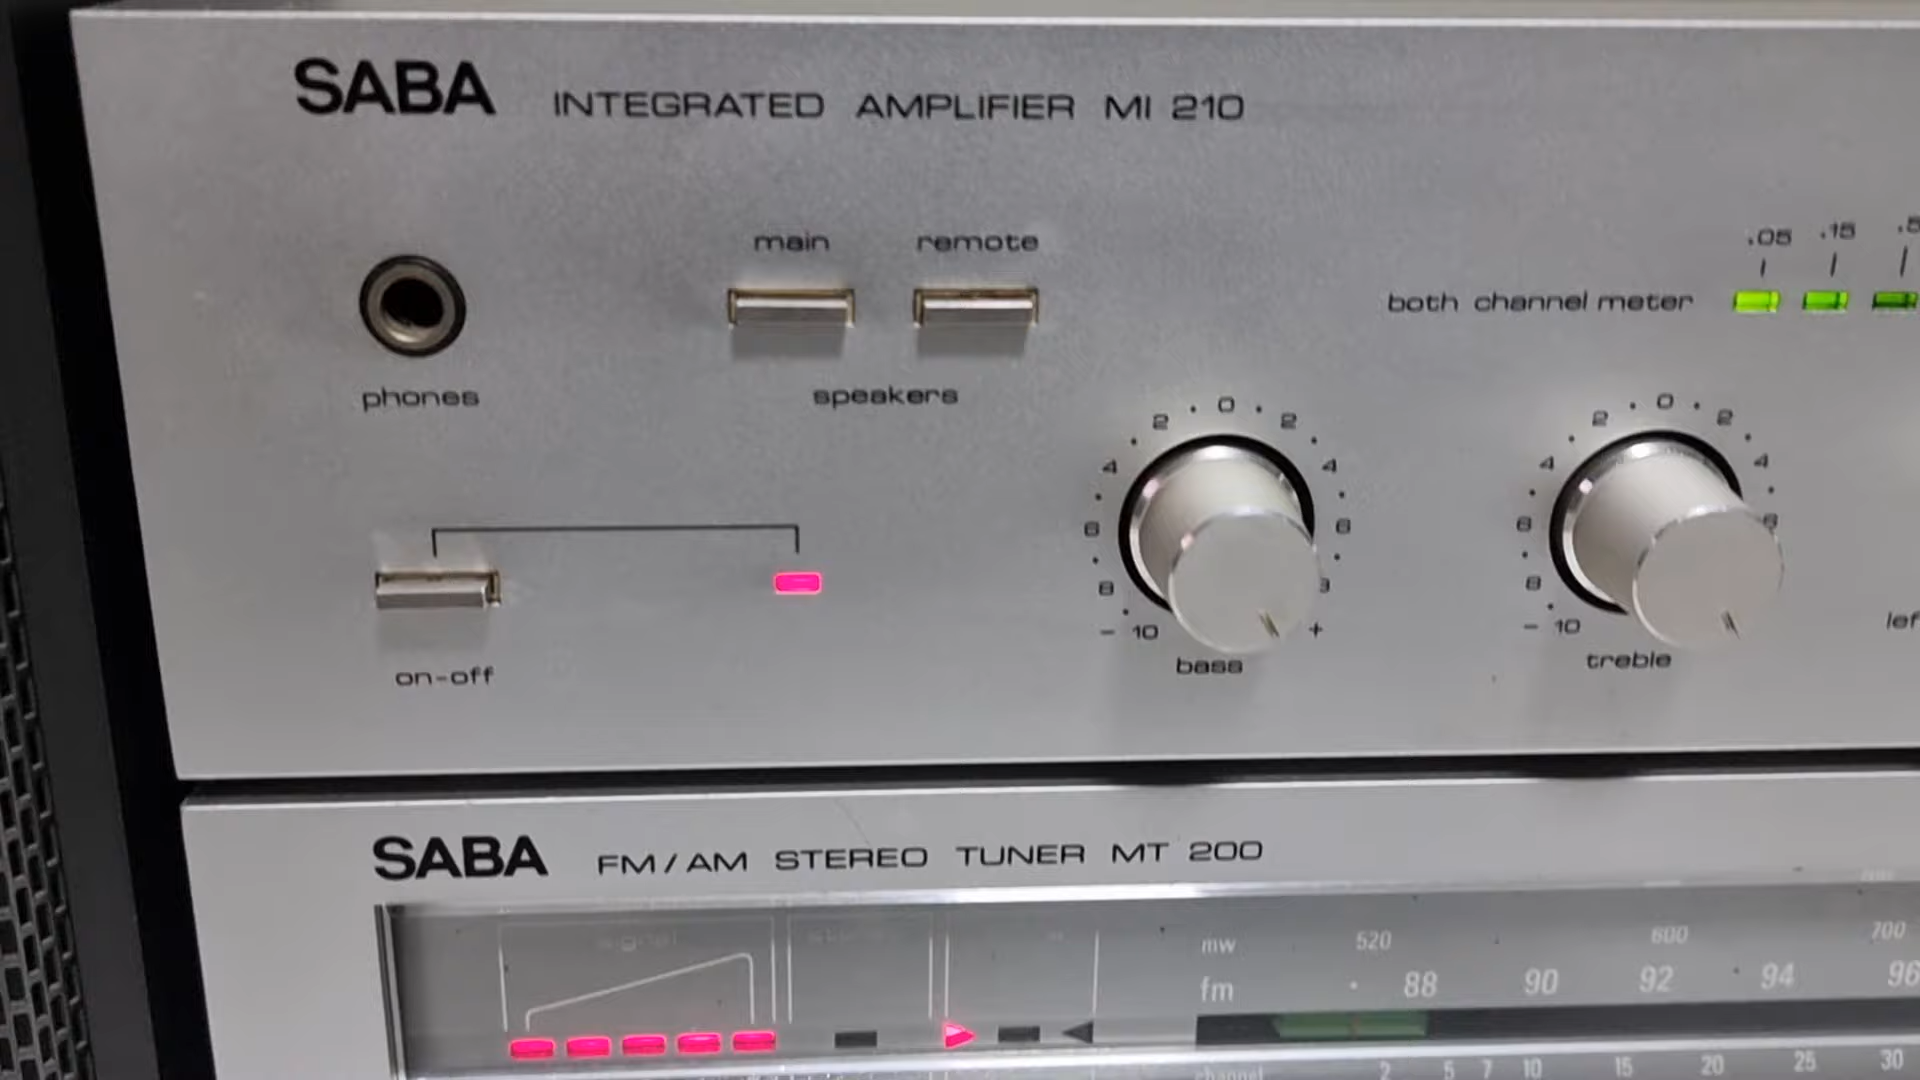 SABA INTEGRATED AMPLIFIER MI 210
main remote
.05 .15
both channel meter
phones
speakers
2 · 0 · 2
4 4
6 6
8
- 10 +
bass
2 · 0 · 2
4 4
6
8
- 10
treble
on-off
SABA FM/AM STEREO TUNER MT 200
signal
mw 520 600 700
fm 88 90 92 94 96
channel 2 5 7 10 15 20 25 30